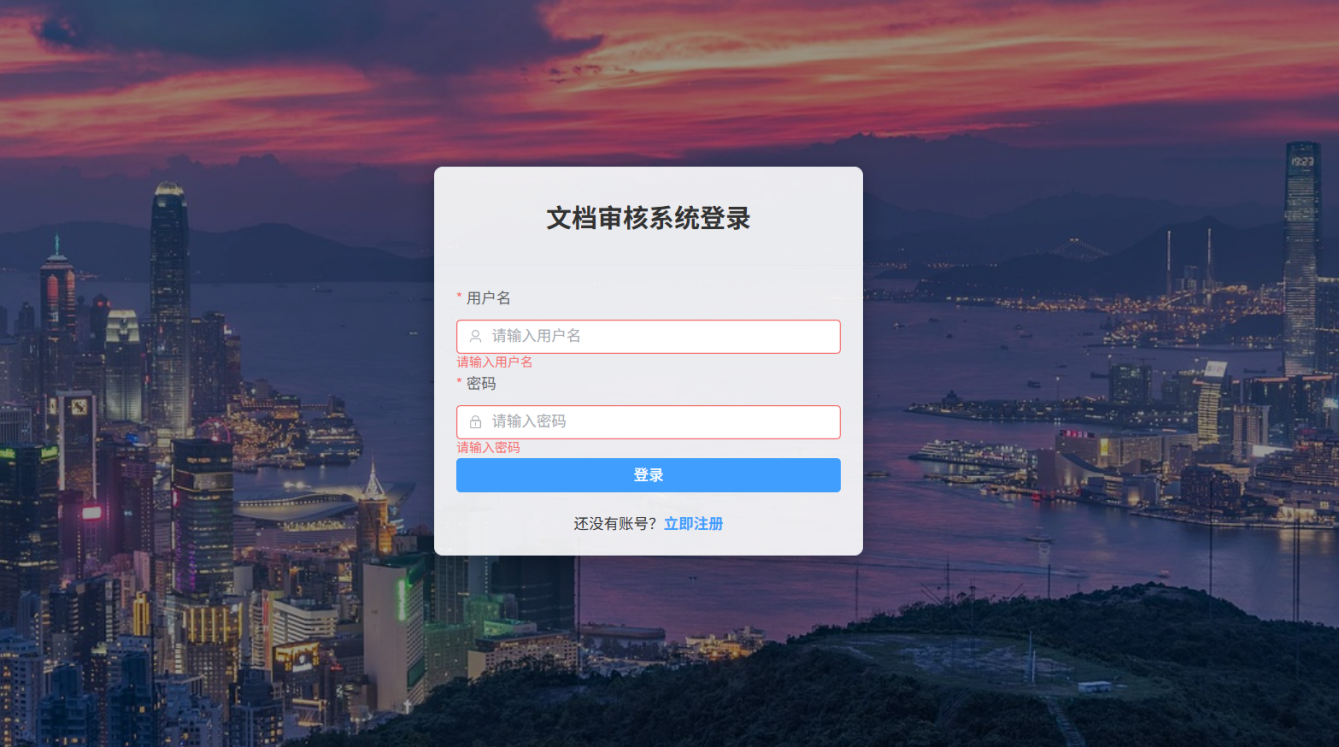 文档审核系统登录
* 用户名
请输入用户名
请输入用户名
* 密码
请输入密码
请输入密码
登录
还没有账号？立即注册
19:23